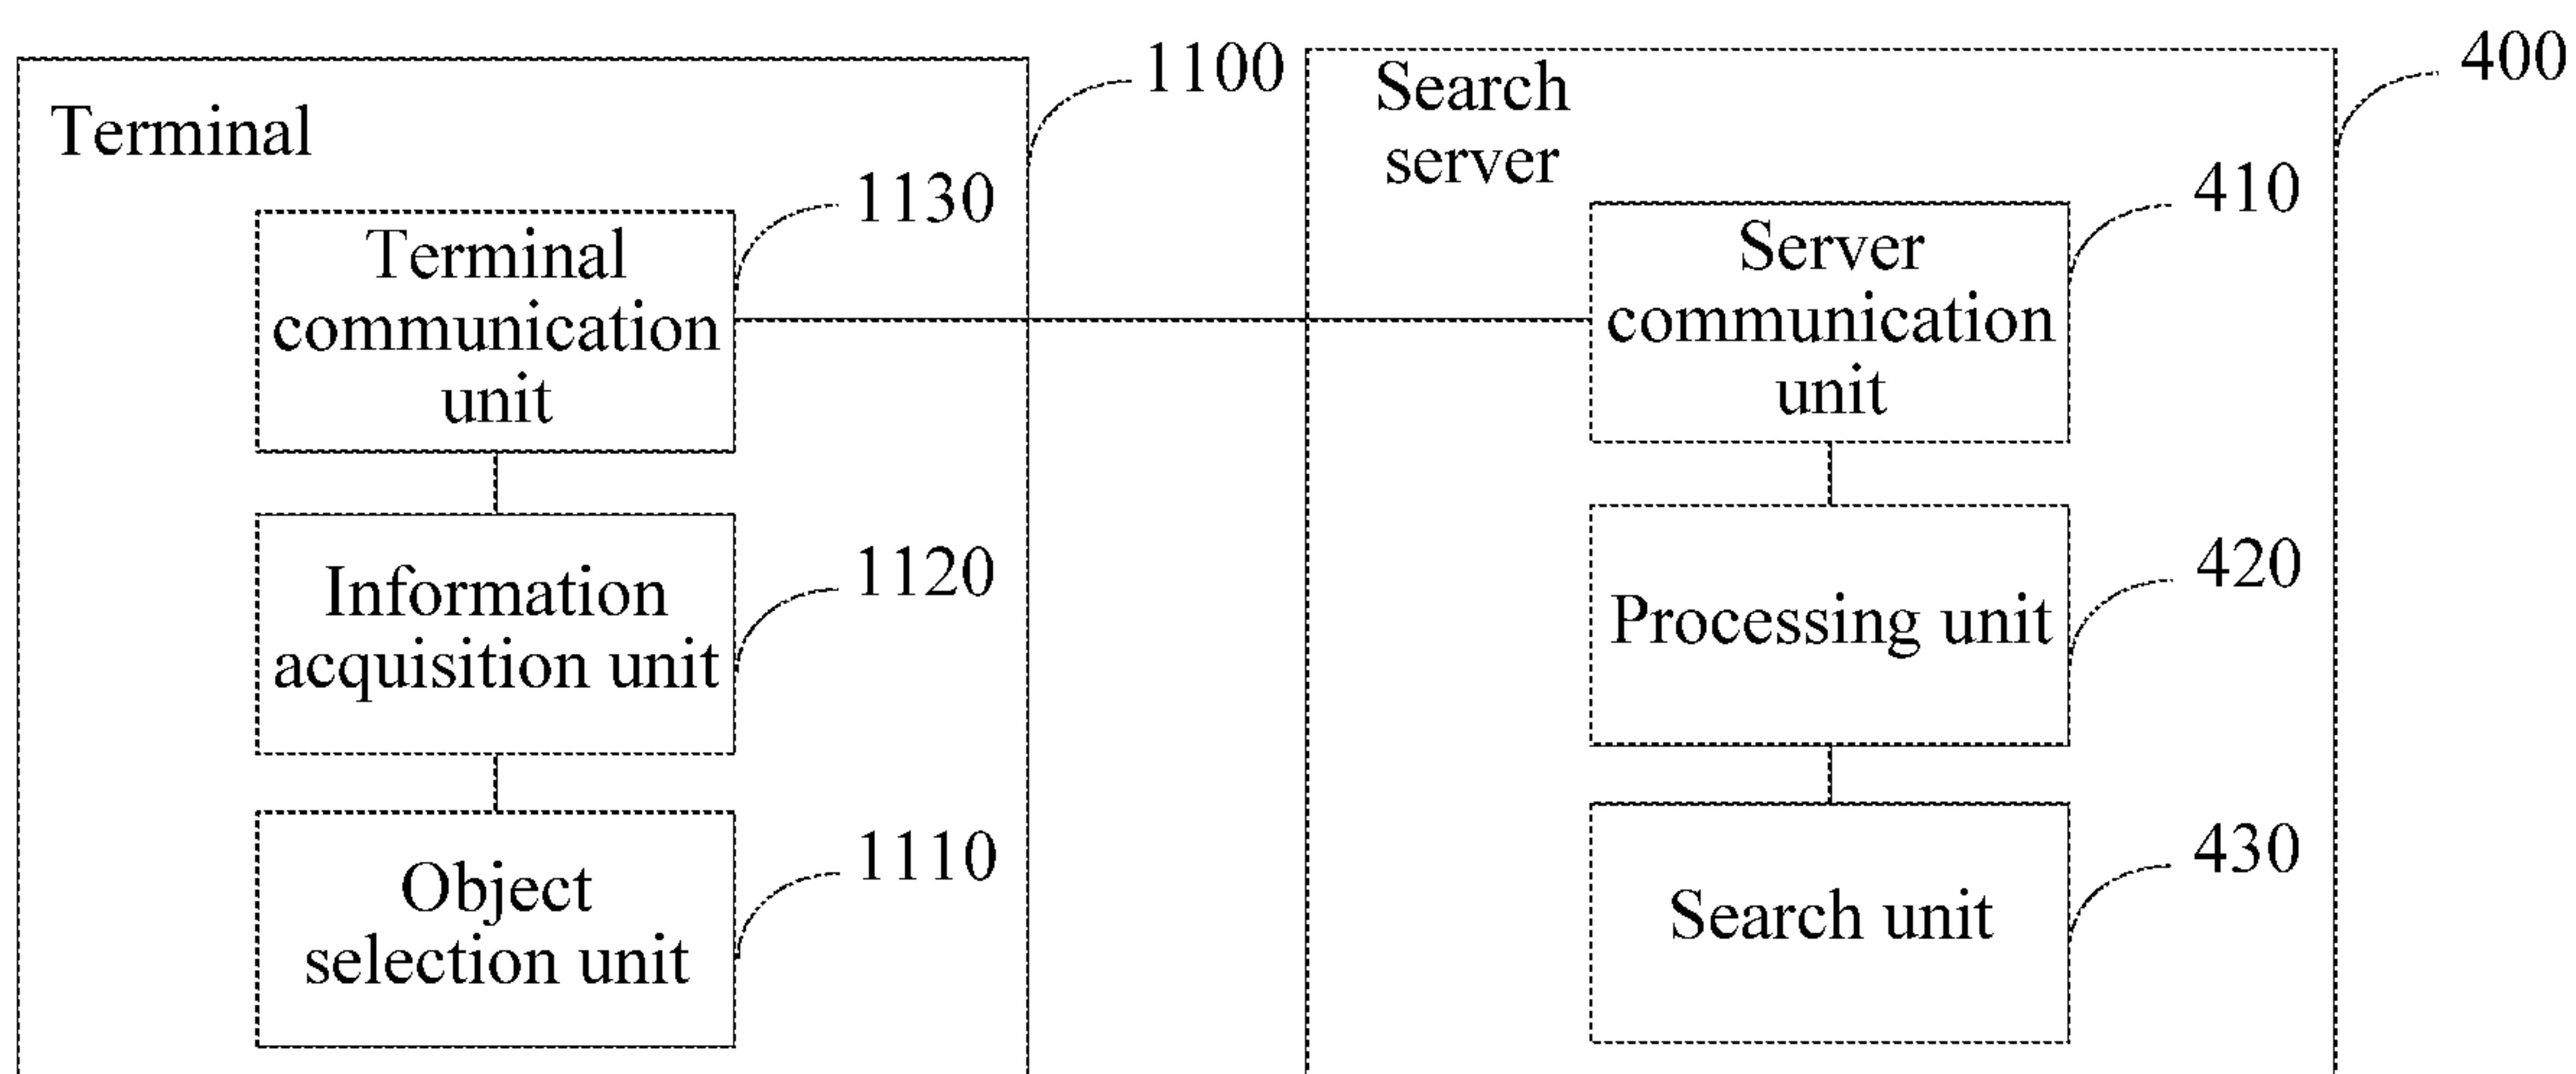 Terminal
1100
1130
Terminal
communication
unit
1120
Information
acquisition unit
1110
Object
selection unit
Search
server
400
410
Server
communication
unit
420
Processing unit
430
Search unit